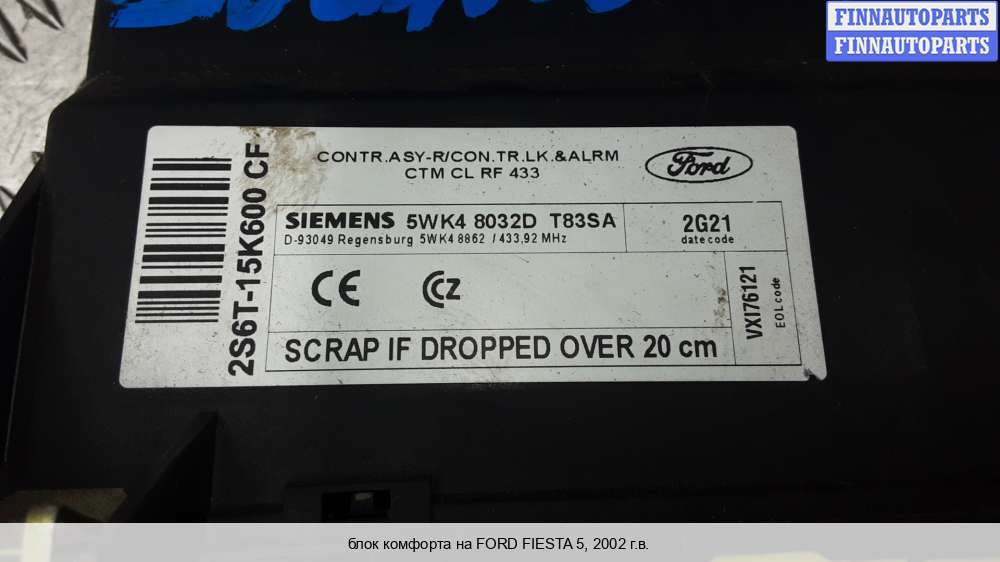 FINNAUTOPARTS
FINNAUTOPARTS
CONTR.ASY-R/CON.TR.LK.&ALRM
CTM CL RF 433
Ford
2S6T-15K600 CF
SIEMENS 5WK4 8032D T83SA
D-93049 Regensburg 5WK4 8862 / 433,92 MHz
2G21
datecode
CE CZ
VXI76121
EOL code
SCRAP IF DROPPED OVER 20 cm
блок комфорта на FORD FIESTA 5, 2002 г.в.